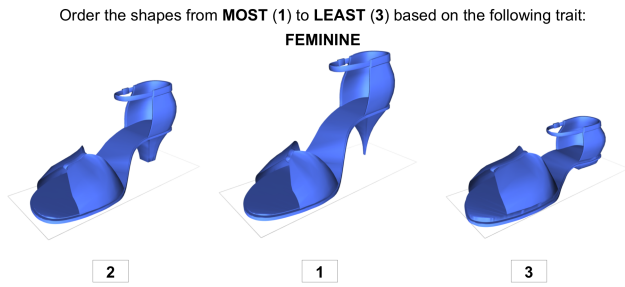 Order the shapes from MOST (1) to LEAST (3) based on the following trait:
FEMININE
2 1 3